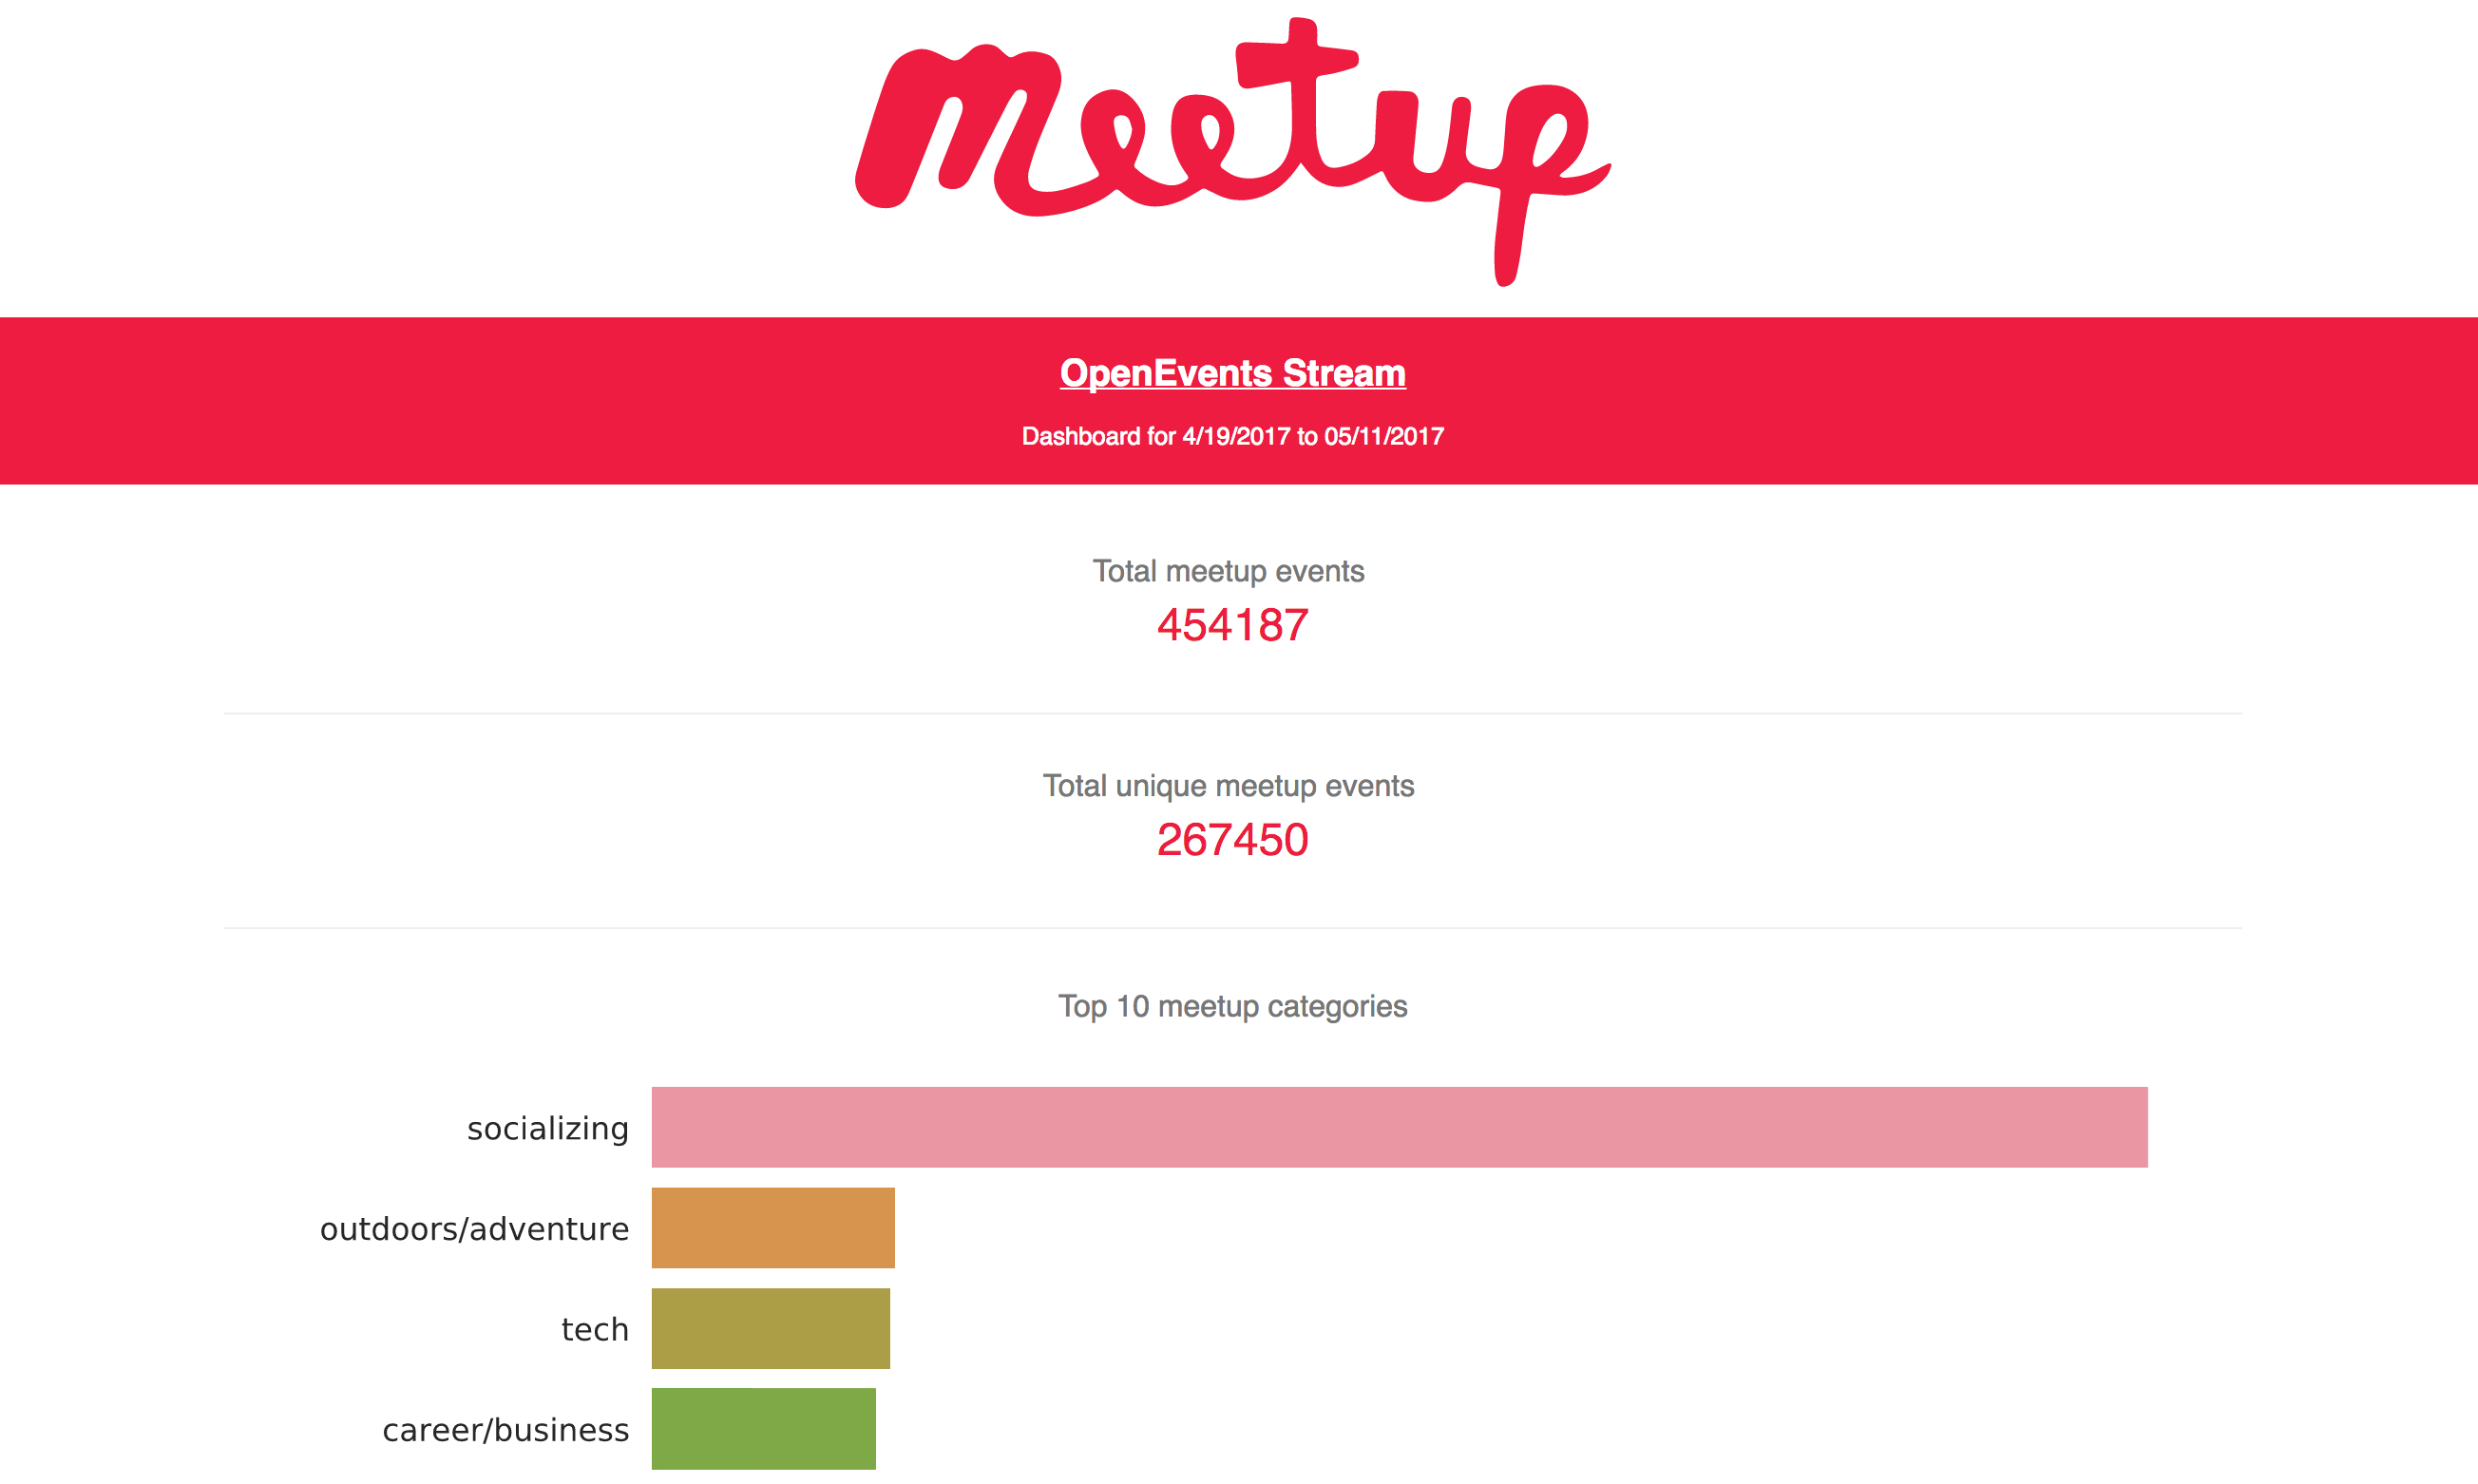 Meetup
OpenEvents Stream
Dashboard for 4/19/2017 to 05/11/2017
Total meetup events
454187
Total unique meetup events
267450
Top 10 meetup categories
socializing
outdoors/adventure
tech
career/business